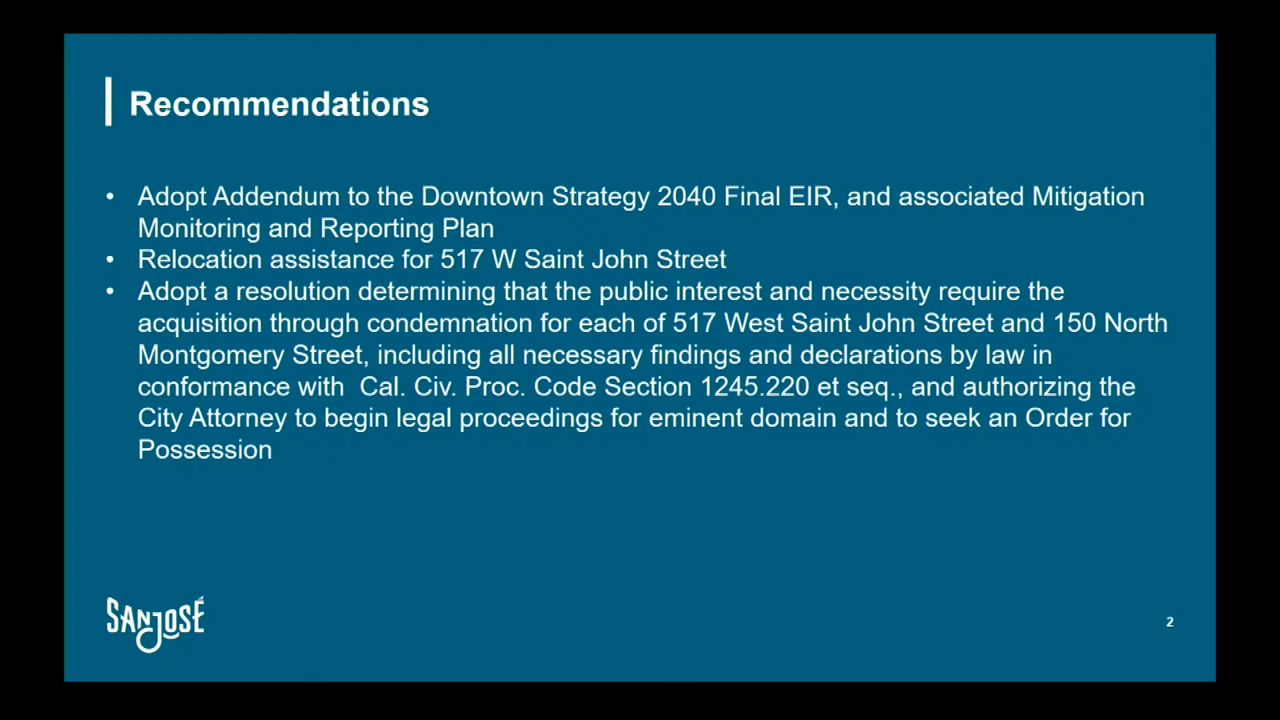 Recommendations
• Adopt Addendum to the Downtown Strategy 2040 Final EIR, and associated Mitigation
Monitoring and Reporting Plan
• Relocation assistance for 517 W Saint John Street
• Adopt a resolution determining that the public interest and necessity require the
acquisition through condemnation for each of 517 West Saint John Street and 150 North
Montgomery Street, including all necessary findings and declarations by law in
conformance with  Cal. Civ. Proc. Code Section 1245.220 et seq., and authorizing the
City Attorney to begin legal proceedings for eminent domain and to seek an Order for
Possession
SAN JOSÉ
2